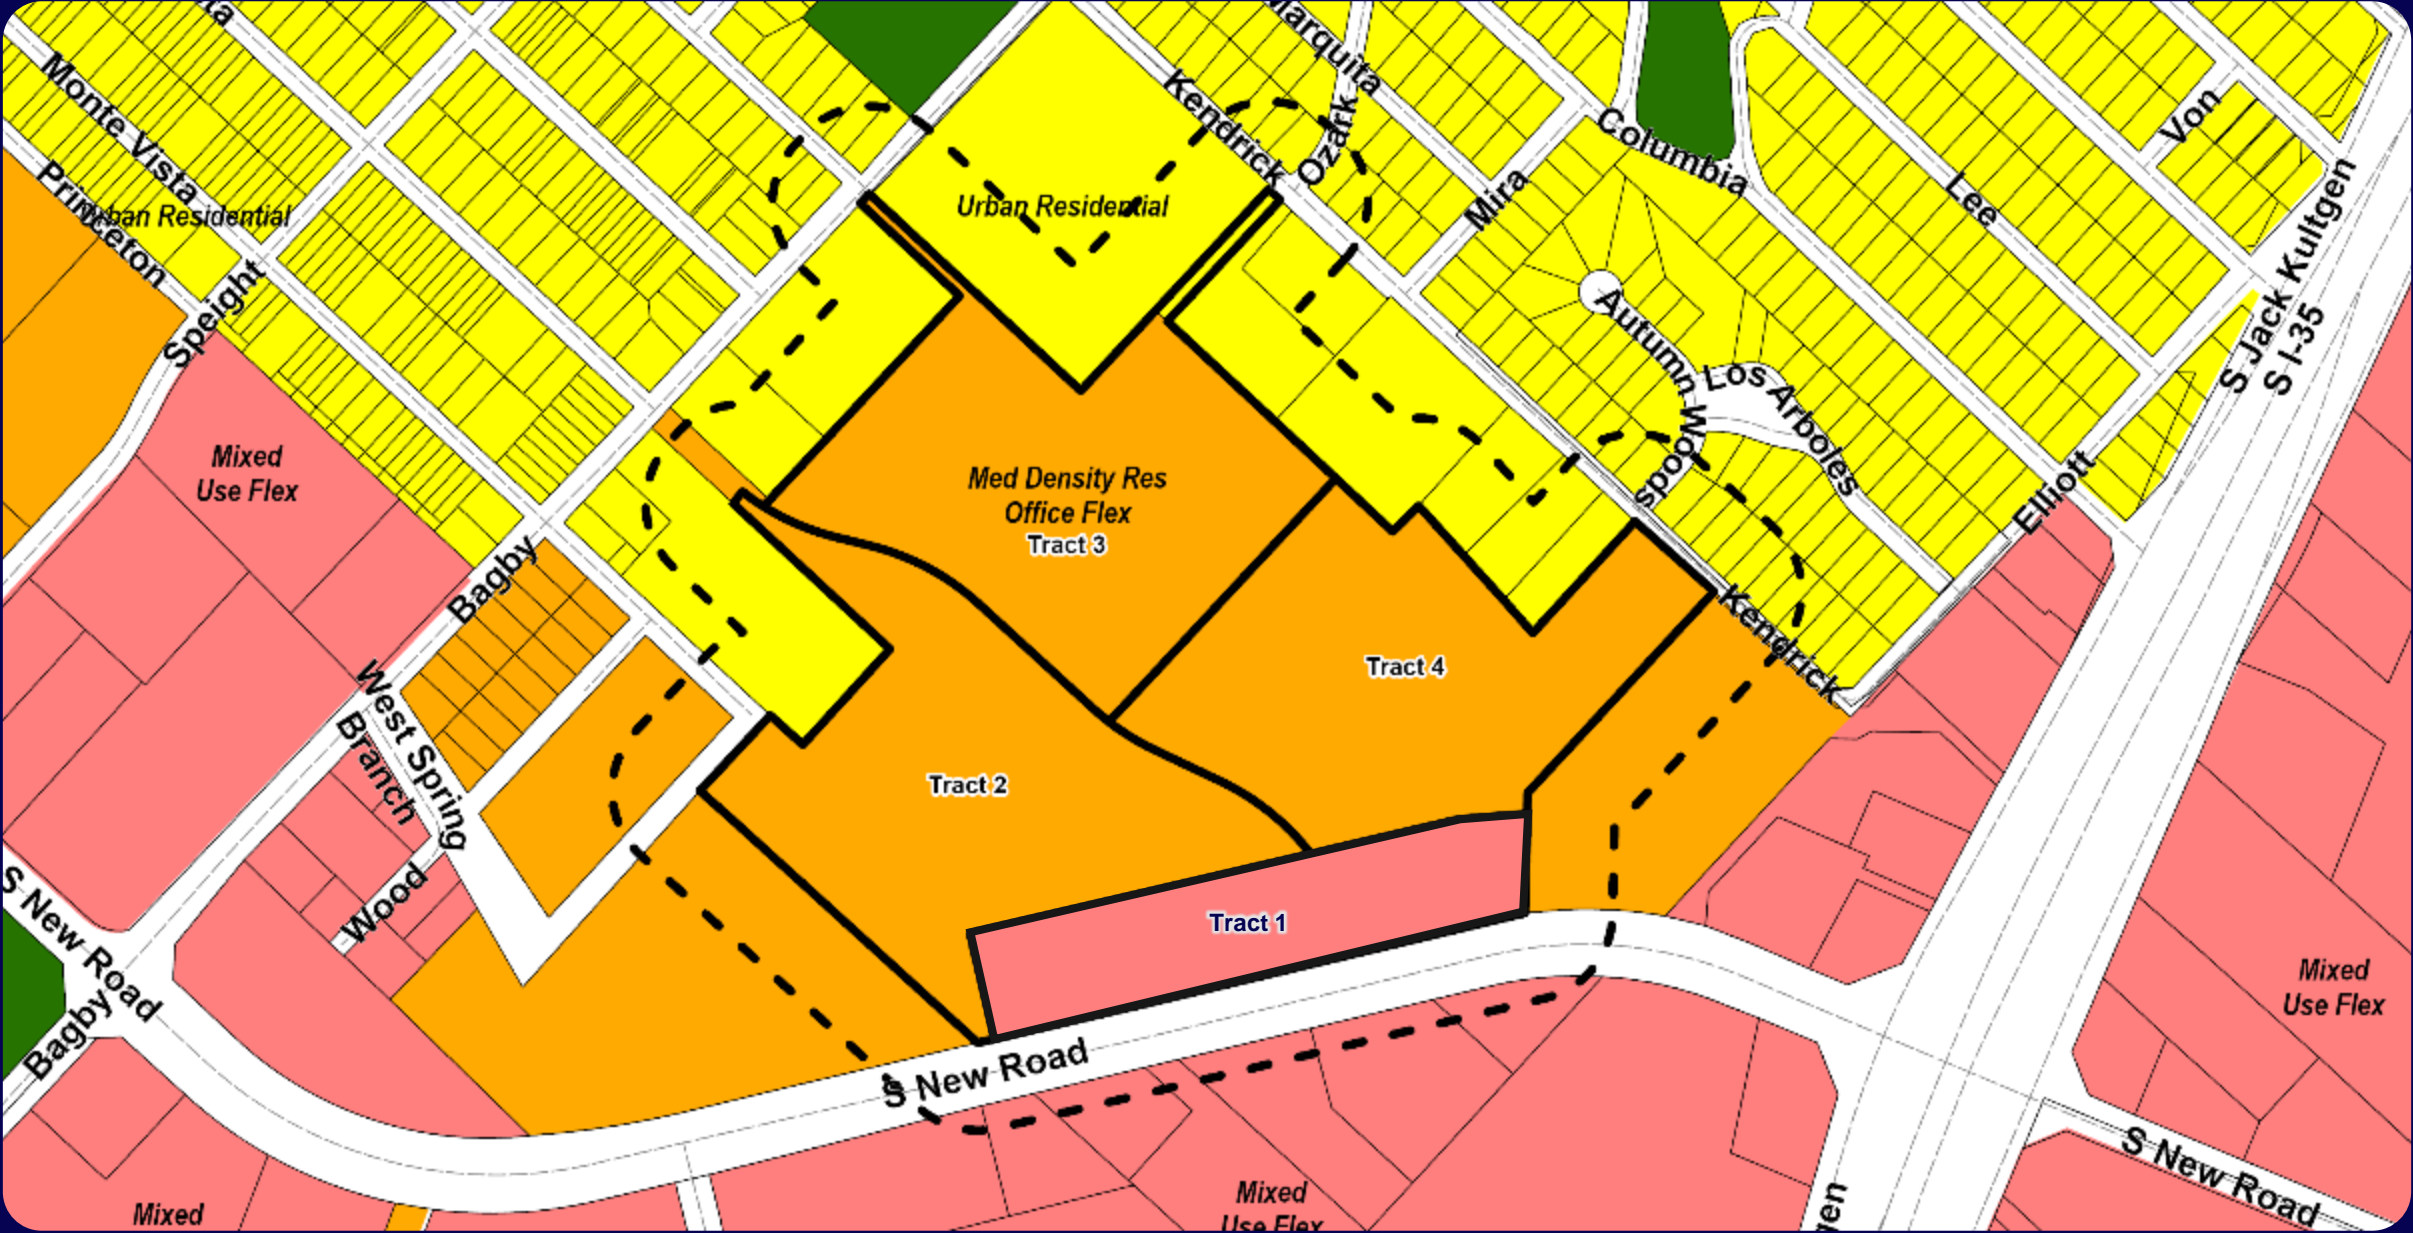 ta
Marquita
Monte Vista
Kendrick
Ozark
Von
Columbia
Princeton
Urban Residential
Urban Residential
Mira
Lee
S Jack Kultgen
Speight
Autumn Woods
S I-35
Los Arboles
Mixed
Use Flex
Med Density Res
Office Flex
Tract 3
Elliott
Bagby
Kendrick
Tract 4
West Spring
Branch
Tract 2
Wood
S New Road
Tract 1
Mixed
Use Flex
Bagby
S New Road
S New Road
Mixed
Mixed
Use Flex
gen